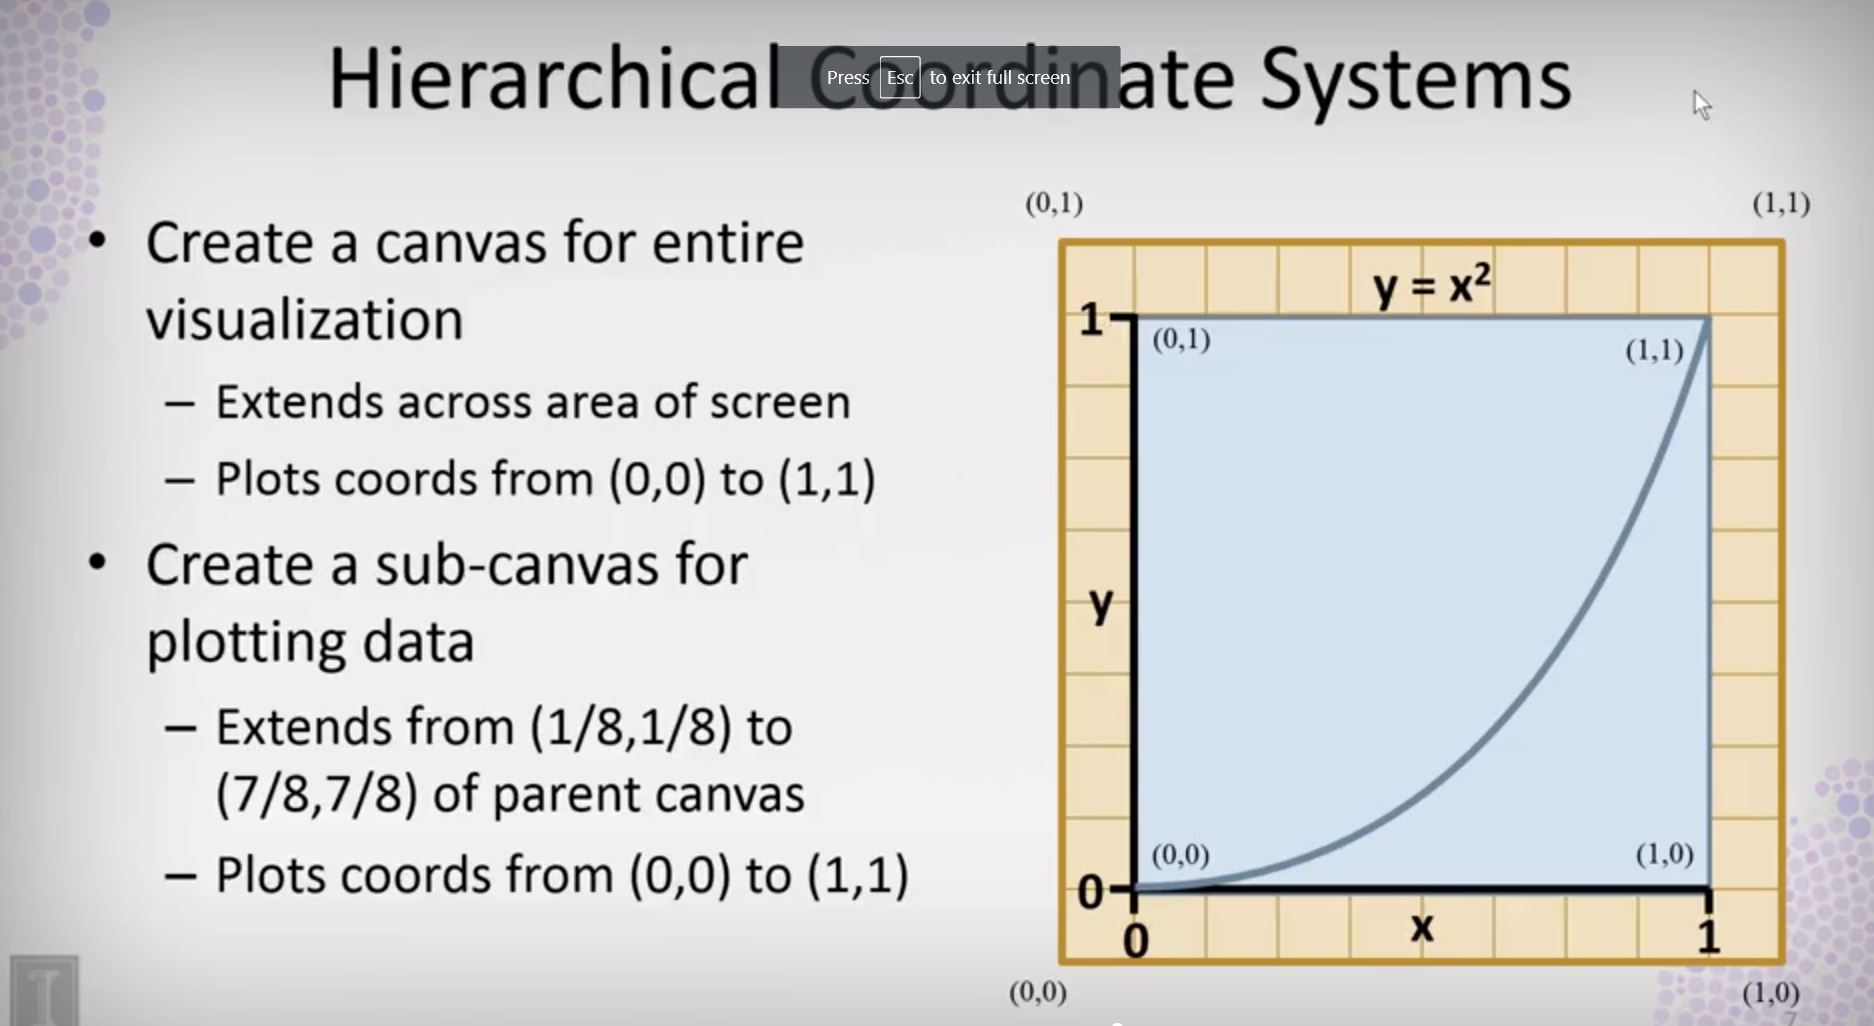 Hierarchical Coordinate Systems
Press Esc to exit full screen
• Create a canvas for entire
visualization
– Extends across area of screen
– Plots coords from (0,0) to (1,1)
• Create a sub-canvas for
plotting data
– Extends from (1/8,1/8) to
(7/8,7/8) of parent canvas
– Plots coords from (0,0) to (1,1)
(0,1)
(1,1)
y = x²
1
(0,1)
(1,1)
y
(0,0)
(1,0)
0
0
x
1
(0,0)
(1,0)
7
I